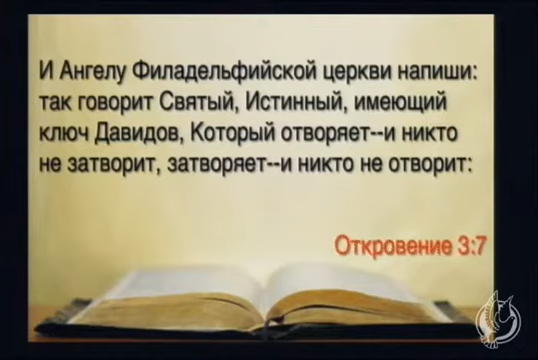 И Ангелу Филадельфийской церкви напиши:
так говорит Святый, Истинный, имеющий
ключ Давидов, Который отворяет--и никто
не затворит, затворяет--и никто не отворит:
Откровение 3:7